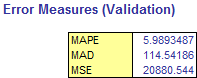 Error Measures (Validation)
MAPE 5.9893487
MAD 114.54186
MSE 20880.544